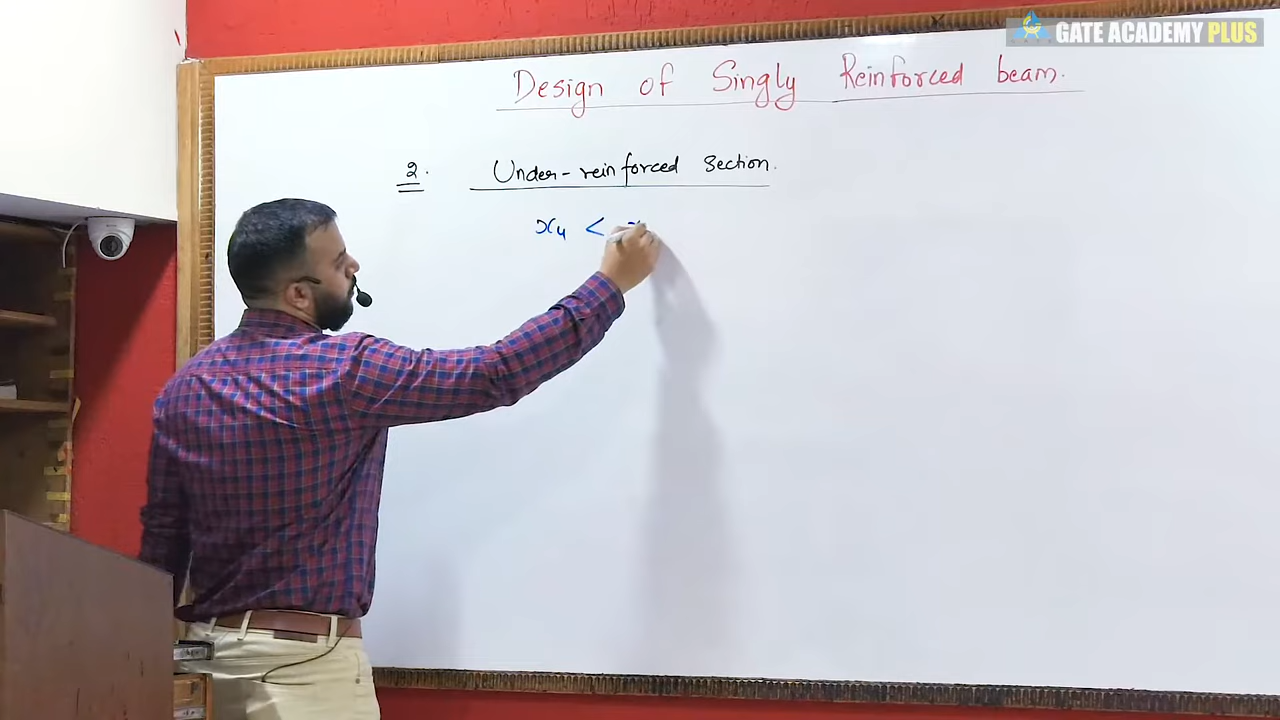 GATE ACADEMY PLUS
Design of Singly Reinforced beam.
2. Under-reinforced section.
xu < x